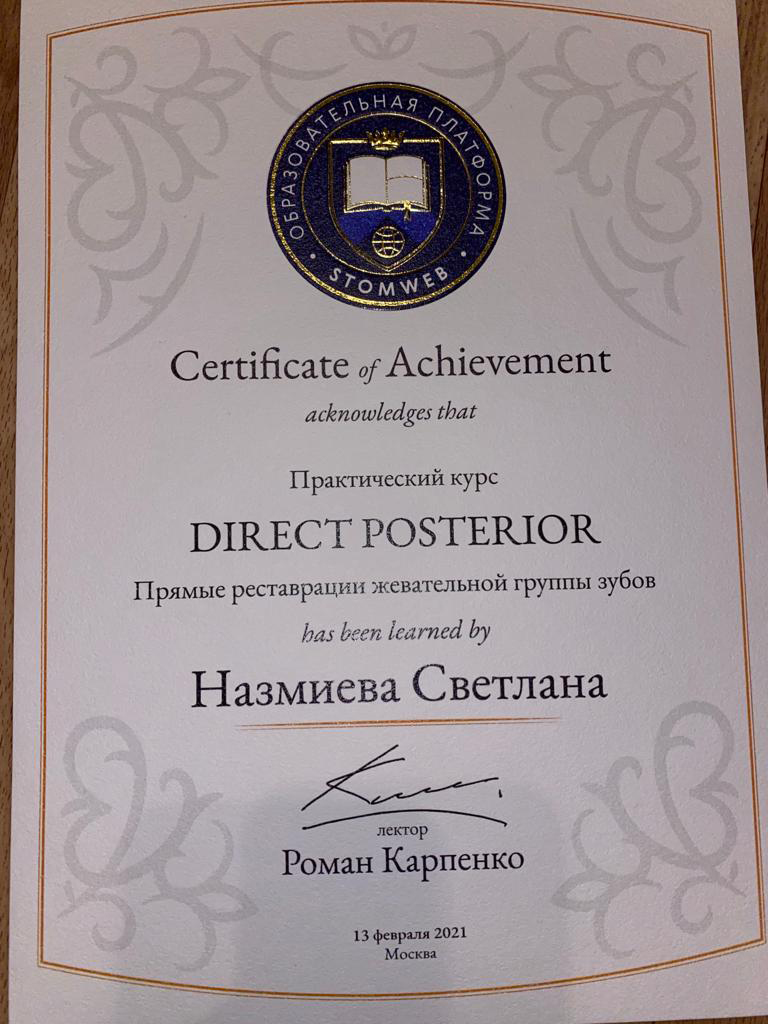 ОБРАЗОВАТЕЛЬНАЯ ПЛАТФОРМА
• STOMWEB •
Certificate of Achievement
acknowledges that
Практический курс
DIRECT POSTERIOR
Прямые реставрации жевательной группы зубов
has been learned by
Назмиева Светлана
лектор
Роман Карпенко
13 февраля 2021
Москва